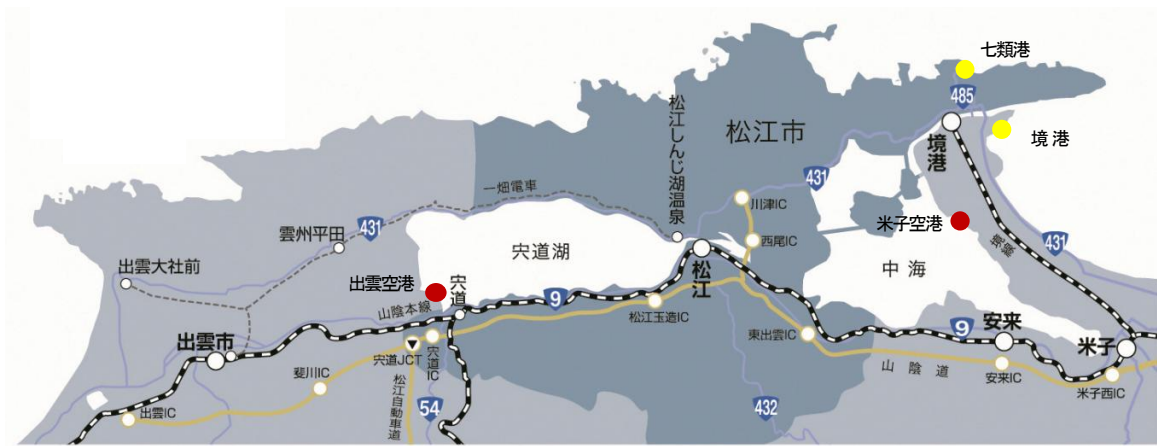 七類港
485
境 港
境港
松江市
松江しんじ湖温泉
431
川津IC
西尾IC
米子空港
境線
431
中 海
一畑電車
雲州平田
431
宍道湖
出雲大社前
出雲空港
宍道
松江
山陰本線
9
松江玉造IC
東出雲IC
9
安来
米子
出雲市
宍道JCT
宍道IC
斐川IC
山 陰 道
安来IC
米子西IC
出雲IC
松江自動車道
54
432